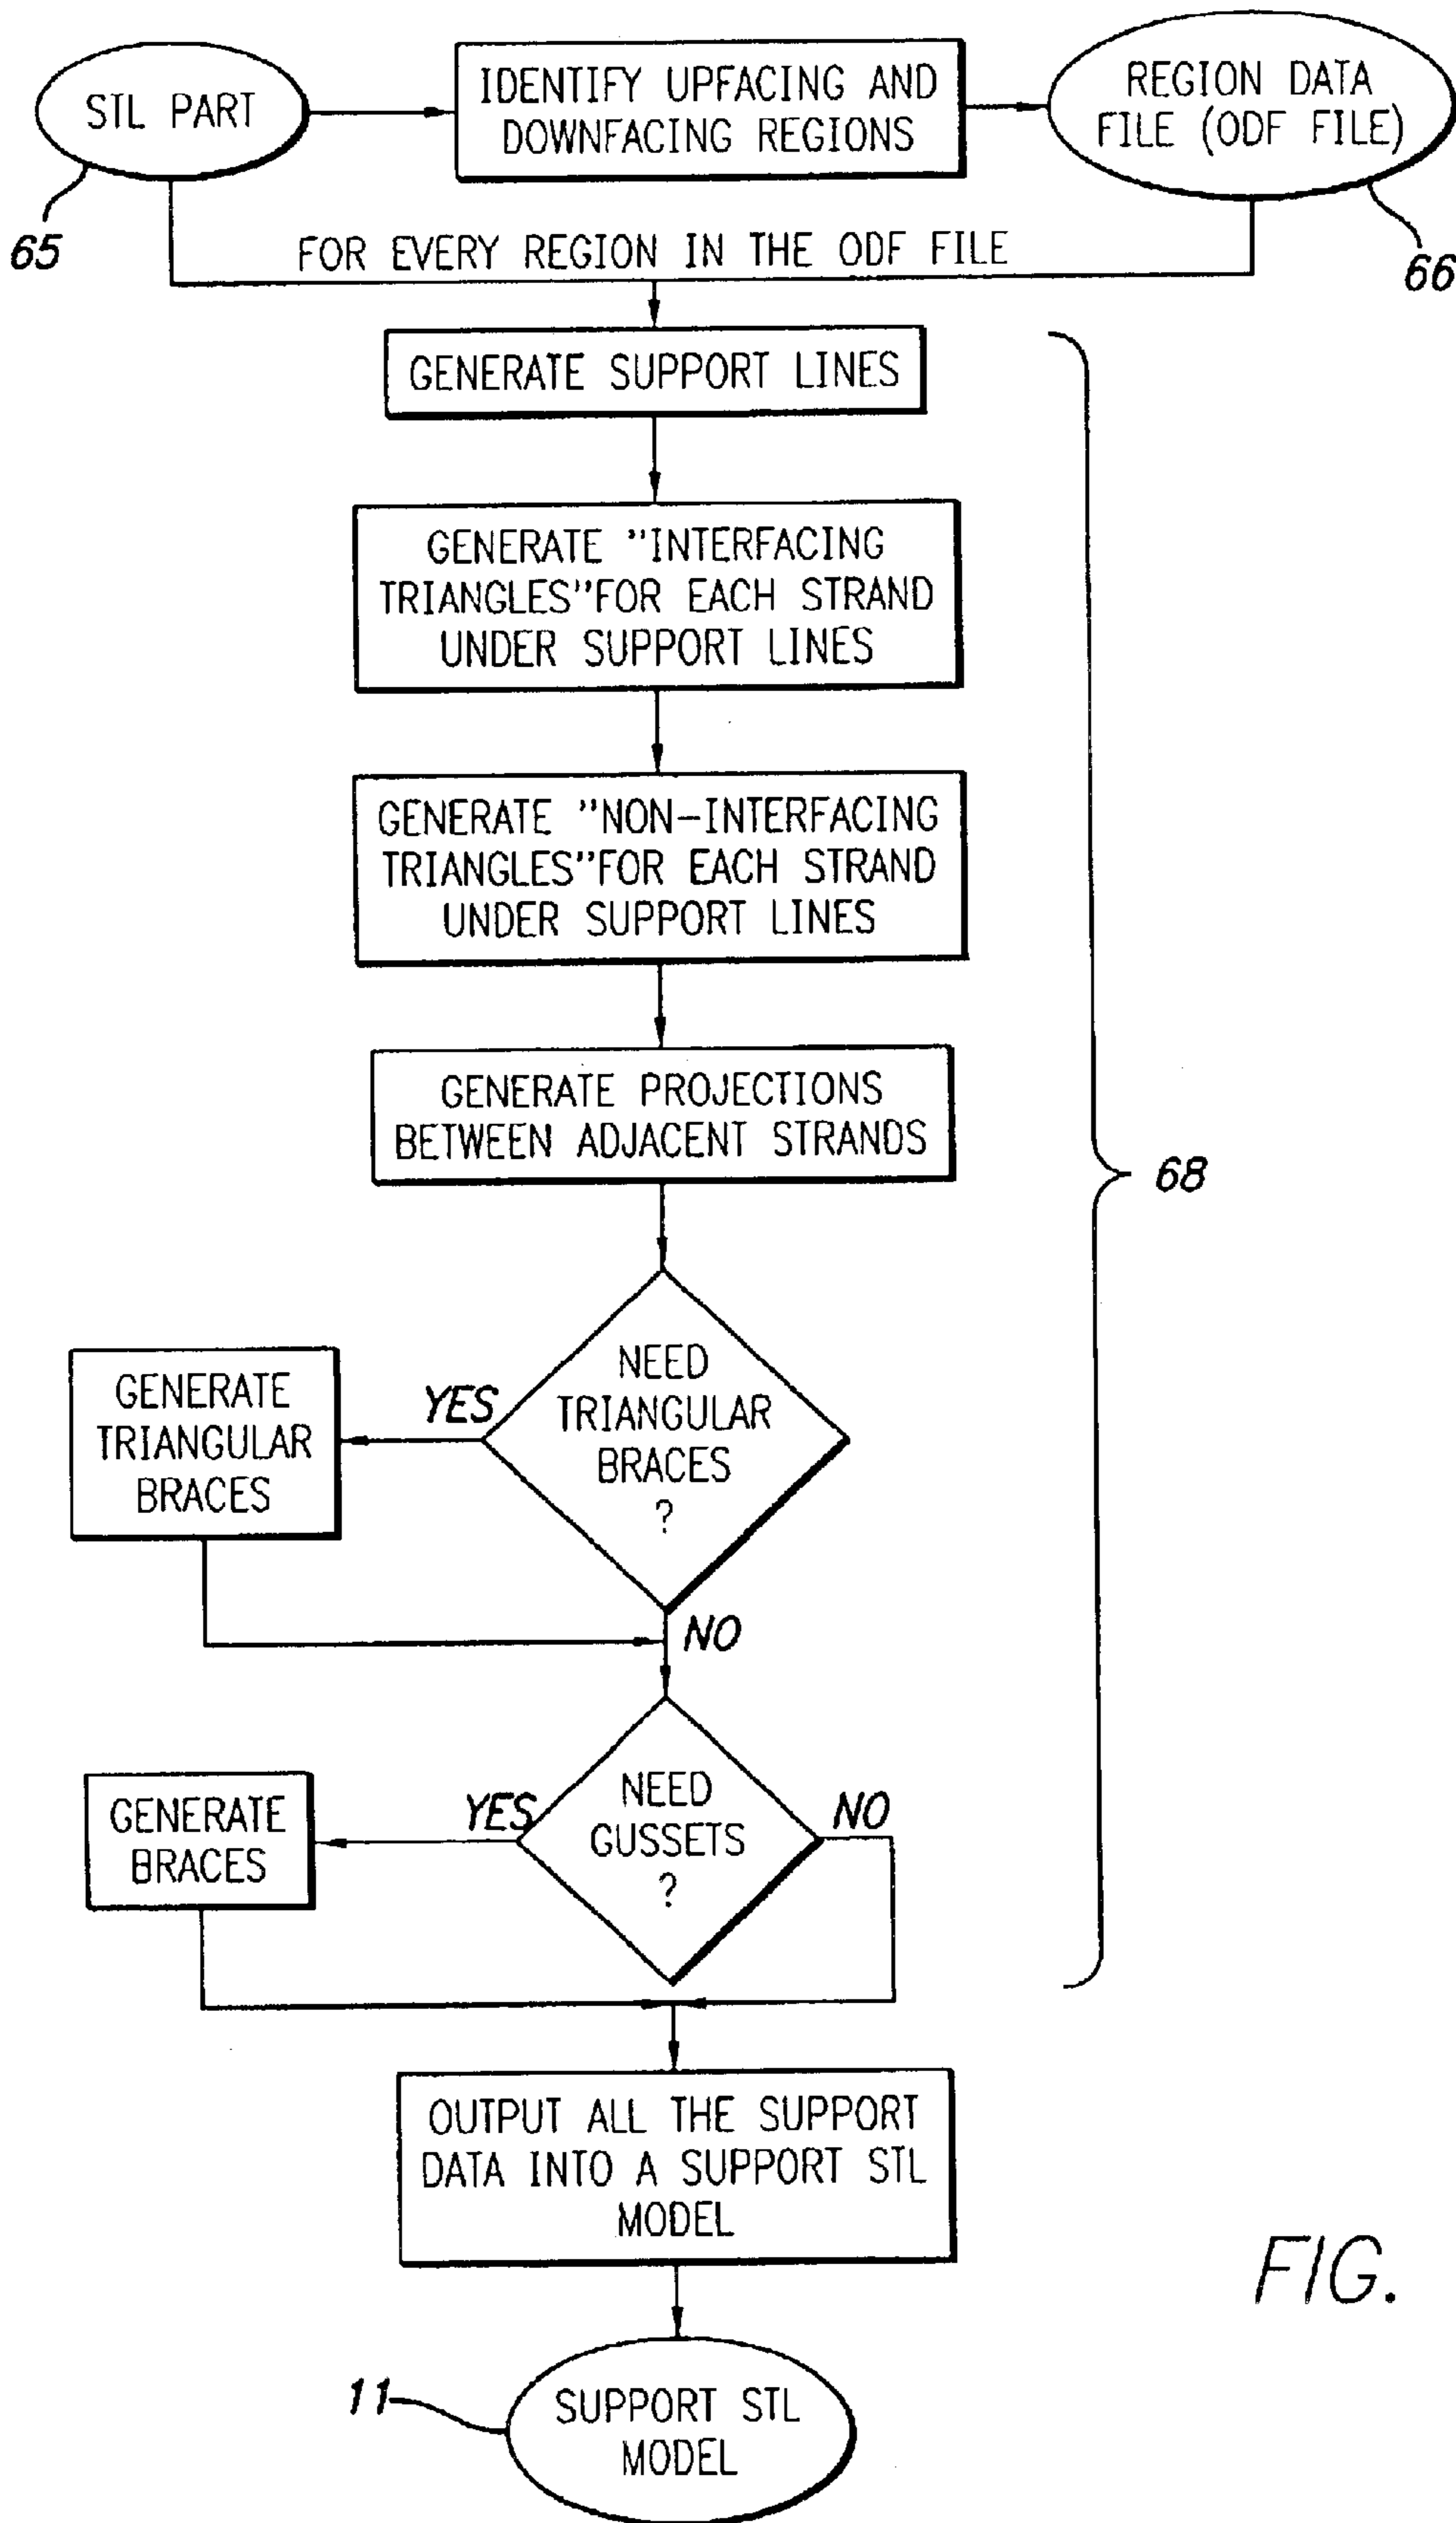 STL PART
IDENTIFY UPFACING AND
DOWNFACING REGIONS
REGION DATA
FILE (ODF FILE)
65
66
FOR EVERY REGION IN THE ODF FILE
GENERATE SUPPORT LINES
GENERATE "INTERFACING
TRIANGLES"FOR EACH STRAND
UNDER SUPPORT LINES
GENERATE "NON-INTERFACING
TRIANGLES"FOR EACH STRAND
UNDER SUPPORT LINES
GENERATE PROJECTIONS
BETWEEN ADJACENT STRANDS
68
NEED
TRIANGULAR
BRACES
?
YES
GENERATE
TRIANGULAR
BRACES
NO
NEED
GUSSETS
?
YES
NO
GENERATE
BRACES
OUTPUT ALL THE SUPPORT
DATA INTO A SUPPORT STL
MODEL
FIG.
11
SUPPORT STL
MODEL